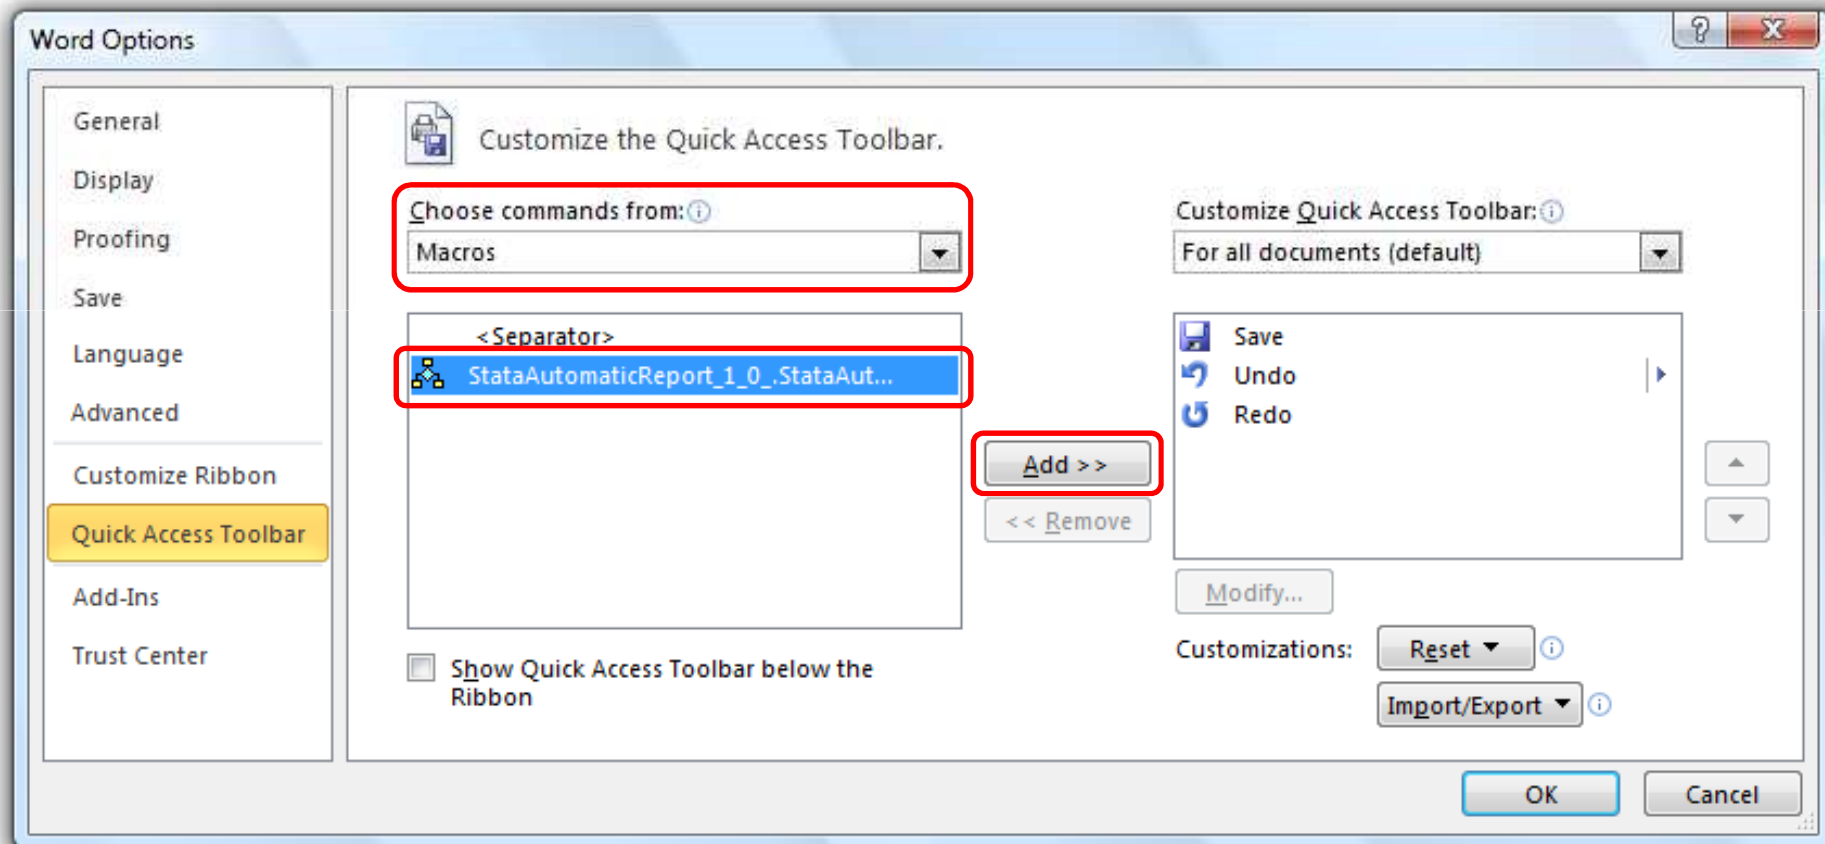 Word Options
General
Display
Proofing
Save
Language
Advanced
Customize Ribbon
Quick Access Toolbar
Add-Ins
Trust Center
Customize the Quick Access Toolbar.
Choose commands from:
Macros
<Separator>
StataAutomaticReport_1_0_.StataAut...
Show Quick Access Toolbar below the
Ribbon
Add >>
<< Remove
Customize Quick Access Toolbar:
For all documents (default)
Save
Undo
Redo
Modify...
Customizations:
Reset
Import/Export
OK
Cancel